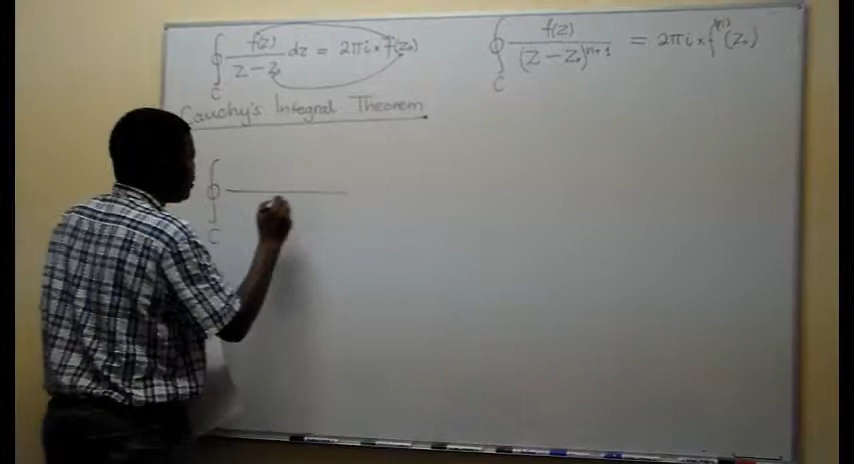 ∮_C f(z)/(z-z₀) dz = 2πi × f(z₀)
∮_C f(z)/(z-z₀)ⁿ⁺¹ = 2πi × f⁽ⁿ⁾(z₀)
Cauchy's Integral Theorem
∮_C